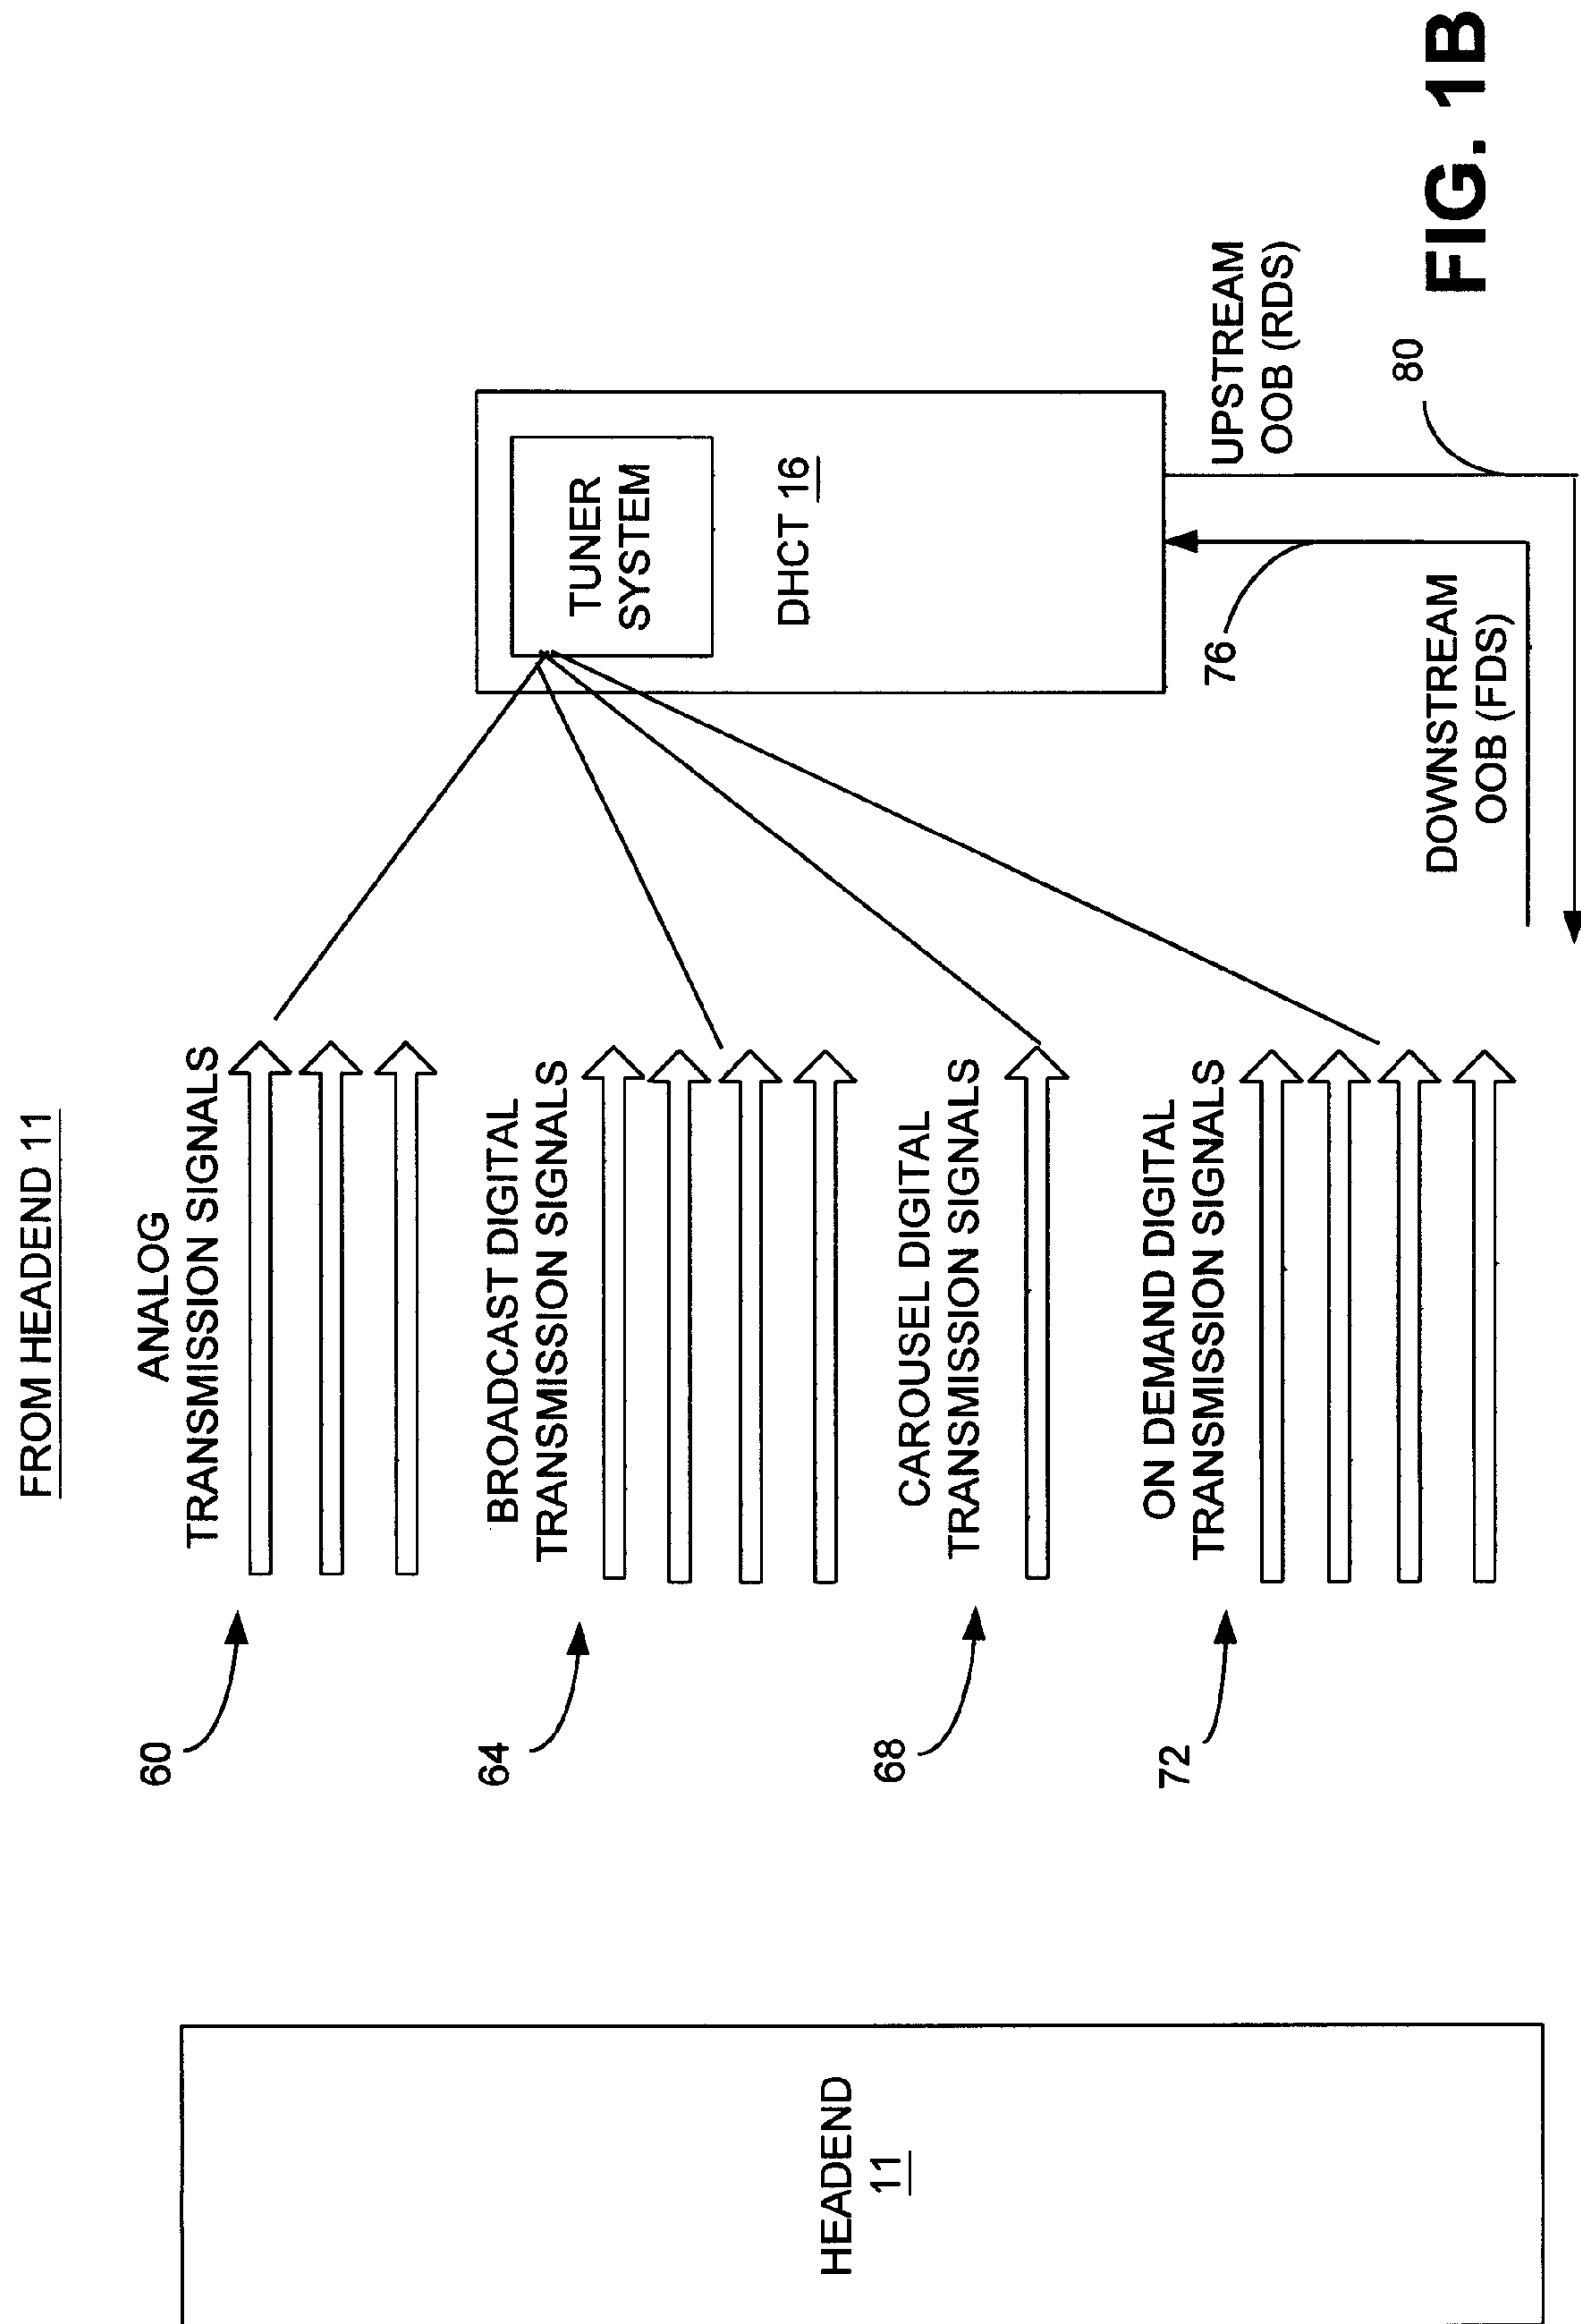 FROM HEADEND 11
HEADEND
11
60
ANALOG
TRANSMISSION SIGNALS
64
BROADCAST DIGITAL
TRANSMISSION SIGNALS
68
CAROUSEL DIGITAL
TRANSMISSION SIGNALS
72
ON DEMAND DIGITAL
TRANSMISSION SIGNALS
TUNER
SYSTEM
DHCT 16
76
DOWNSTREAM
OOB (FDS)
UPSTREAM
OOB (RDS)
80
FIG. 1B